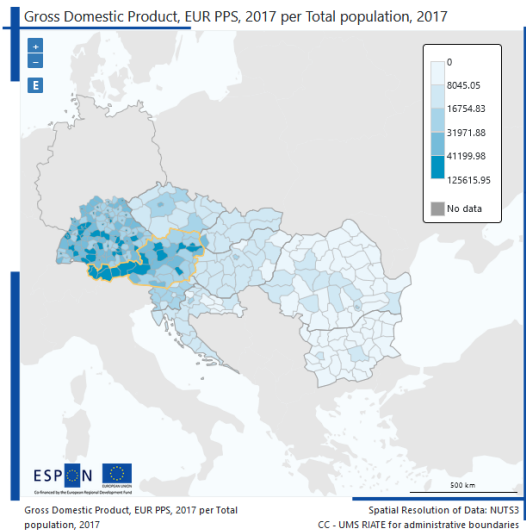 Gross Domestic Product, EUR PPS, 2017 per Total population, 2017
+
−
E
0
8045.05
16754.83
31971.88
41199.98
125615.95
No data
ESPON
EUROPEAN UNION
Co-financed by the European Regional Development Fund
500 km
Gross Domestic Product, EUR PPS, 2017 per Total
population, 2017
Spatial Resolution of Data: NUTS3
CC - UMS RIATE for administrative boundaries